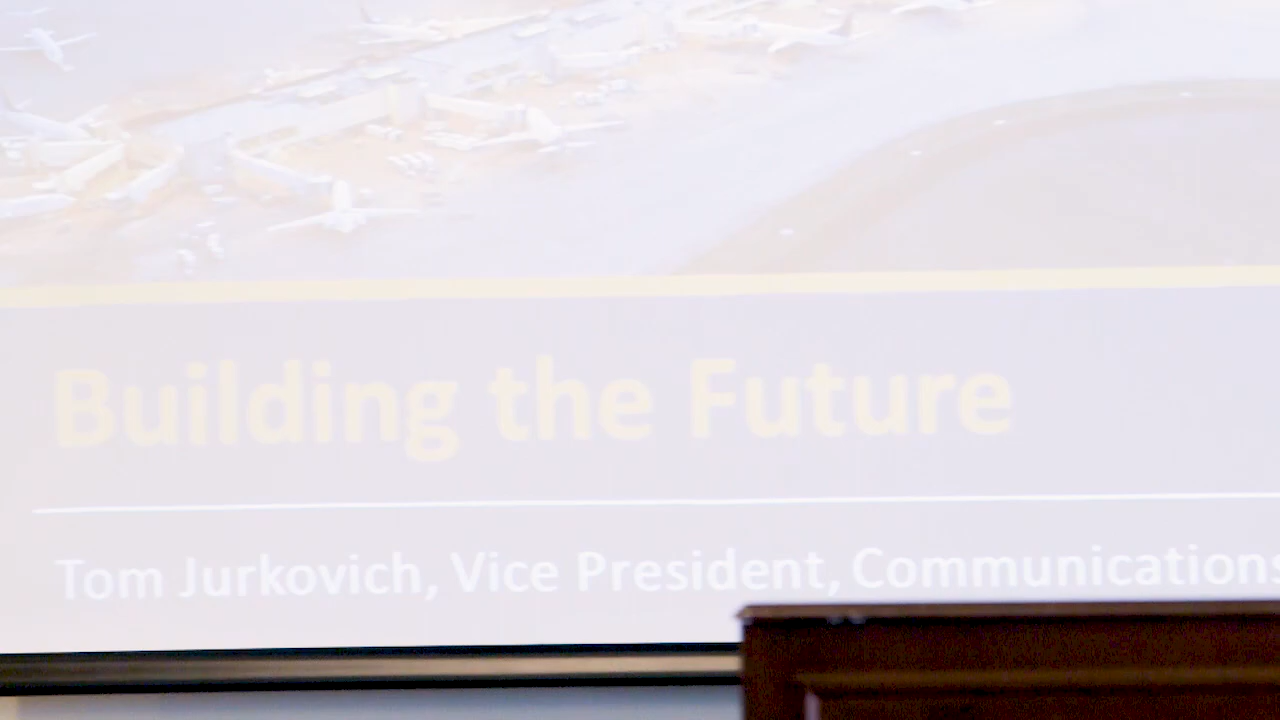 Building the Future
Tom Jurkovich, Vice President, Communications